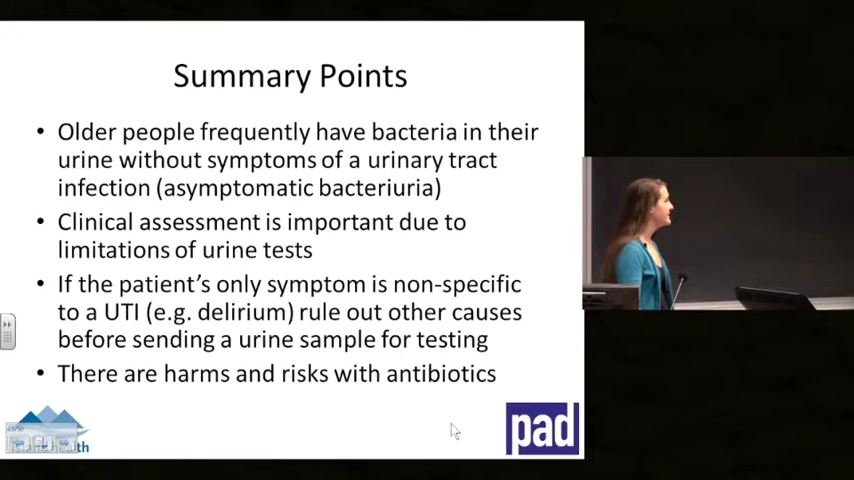 Summary Points
• Older people frequently have bacteria in their
urine without symptoms of a urinary tract
infection (asymptomatic bacteriuria)
• Clinical assessment is important due to
limitations of urine tests
• If the patient’s only symptom is non-specific
to a UTI (e.g. delirium) rule out other causes
before sending a urine sample for testing
• There are harms and risks with antibiotics
pad